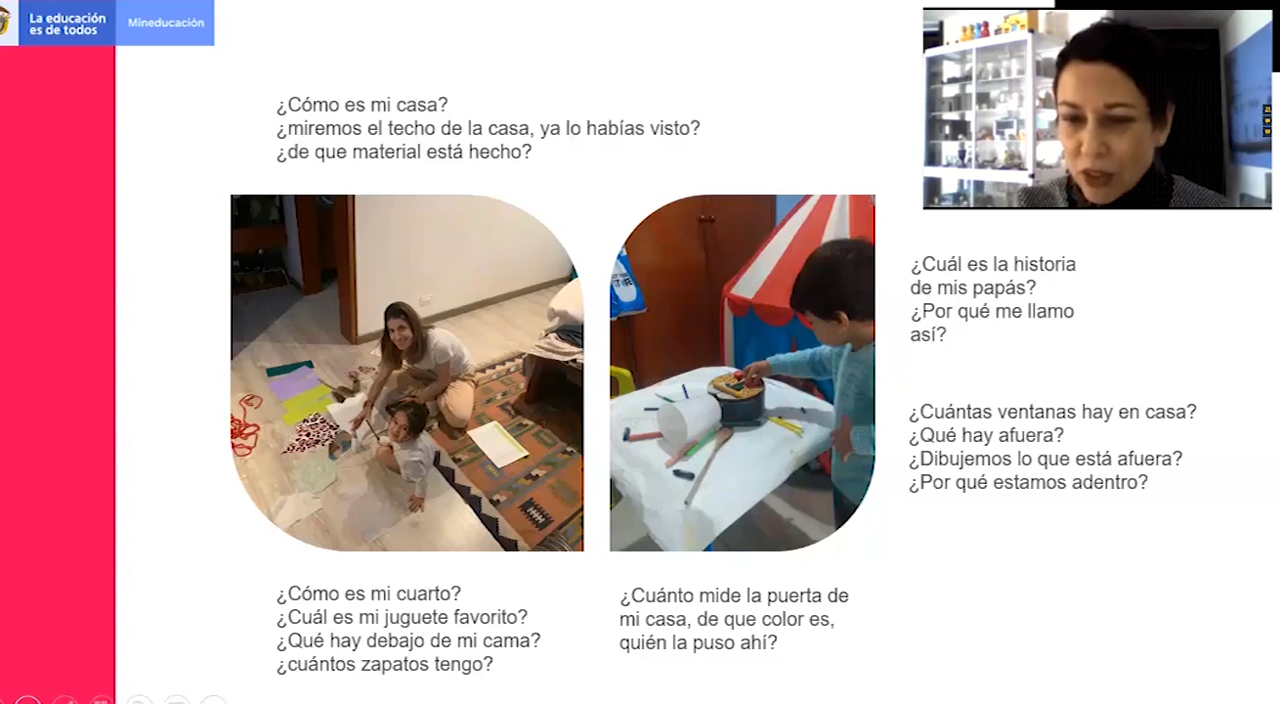 La educación
es de todos
Mineducación
¿Cómo es mi casa?
¿miremos el techo de la casa, ya lo habías visto?
¿de que material está hecho?
¿Cuál es la historia
de mis papás?
¿Por qué me llamo
así?
¿Cuántas ventanas hay en casa?
¿Qué hay afuera?
¿Dibujemos lo que está afuera?
¿Por qué estamos adentro?
¿Cómo es mi cuarto?
¿Cuál es mi juguete favorito?
¿Qué hay debajo de mi cama?
¿cuántos zapatos tengo?
¿Cuánto mide la puerta de
mi casa, de que color es,
quién la puso ahí?